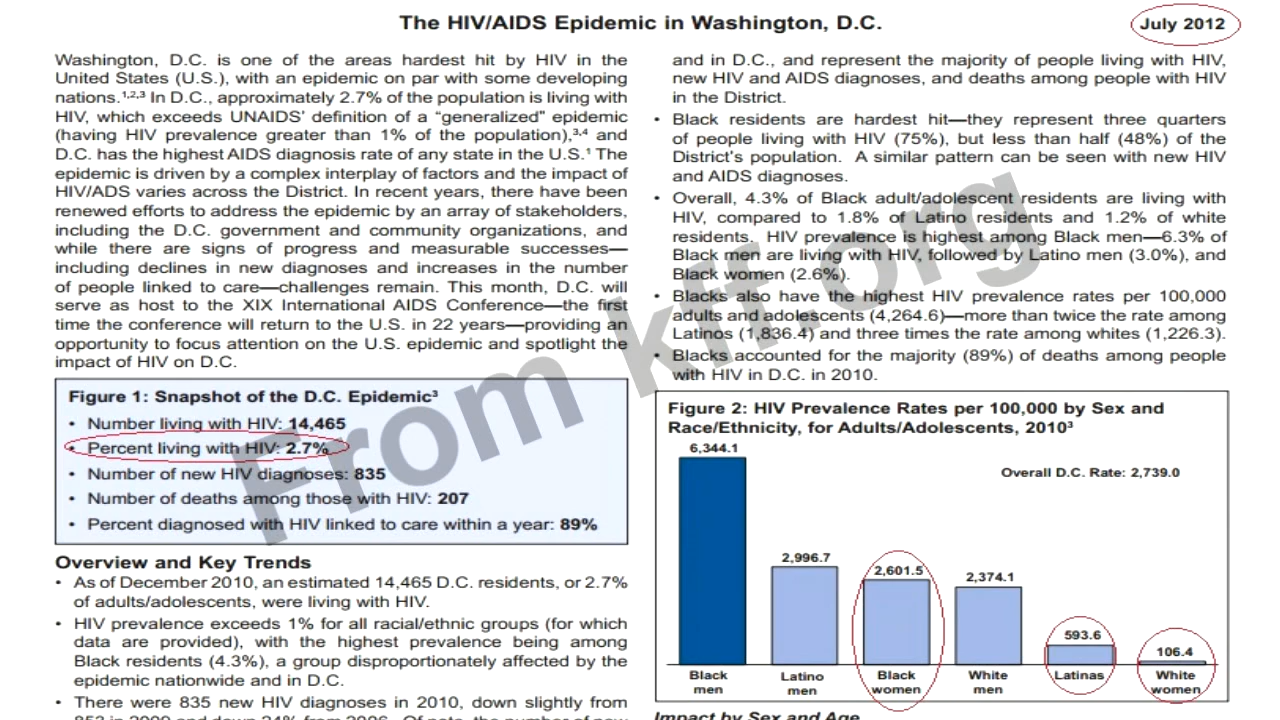 The HIV/AIDS Epidemic in Washington, D.C.
July 2012
Washington, D.C. is one of the areas hardest hit by HIV in the
United States (U.S.), with an epidemic on par with some developing
nations.¹,²,³ In D.C., approximately 2.7% of the population is living with
HIV, which exceeds UNAIDS' definition of a “generalized” epidemic
(having HIV prevalence greater than 1% of the population),³,⁴ and
D.C. has the highest AIDS diagnosis rate of any state in the U.S.¹ The
epidemic is driven by a complex interplay of factors and the impact of
HIV/ADS varies across the District. In recent years, there have been
renewed efforts to address the epidemic by an array of stakeholders,
including the D.C. government and community organizations, and
while there are signs of progress and measurable successes—
including declines in new diagnoses and increases in the number
of people linked to care—challenges remain. This month, D.C. will
serve as host to the XIX International AIDS Conference—the first
time the conference will return to the U.S. in 22 years—providing an
opportunity to focus attention on the U.S. epidemic and spotlight the
impact of HIV on D.C.
Figure 1: Snapshot of the D.C. Epidemic³
• Number living with HIV: 14,465
• Percent living with HIV: 2.7%
• Number of new HIV diagnoses: 835
• Number of deaths among those with HIV: 207
• Percent diagnosed with HIV linked to care within a year: 89%
Overview and Key Trends
• As of December 2010, an estimated 14,465 D.C. residents, or 2.7%
of adults/adolescents, were living with HIV.
• HIV prevalence exceeds 1% for all racial/ethnic groups (for which
data are provided), with the highest prevalence being among
Black residents (4.3%), a group disproportionately affected by the
epidemic nationwide and in D.C.
• There were 835 new HIV diagnoses in 2010, down slightly from
and in D.C., and represent the majority of people living with HIV,
new HIV and AIDS diagnoses, and deaths among people with HIV
in the District.
• Black residents are hardest hit—they represent three quarters
of people living with HIV (75%), but less than half (48%) of the
District's population. A similar pattern can be seen with new HIV
and AIDS diagnoses.
• Overall, 4.3% of Black adult/adolescent residents are living with
HIV, compared to 1.8% of Latino residents and 1.2% of white
residents. HIV prevalence is highest among Black men—6.3% of
Black men are living with HIV, followed by Latino men (3.0%), and
Black women (2.6%).
• Blacks also have the highest HIV prevalence rates per 100,000
adults and adolescents (4,264.6)—more than twice the rate among
Latinos (1,836.4) and three times the rate among whites (1,226.3).
• Blacks accounted for the majority (89%) of deaths among people
with HIV in D.C. in 2010.
Figure 2: HIV Prevalence Rates per 100,000 by Sex and
Race/Ethnicity, for Adults/Adolescents, 2010³
Overall D.C. Rate: 2,739.0
6,344.1
2,996.7
2,601.5
2,374.1
593.6
106.4
Black
men
Latino
men
Black
women
White
men
Latinas
White
women
Impact by Sex and Age
From kff.org